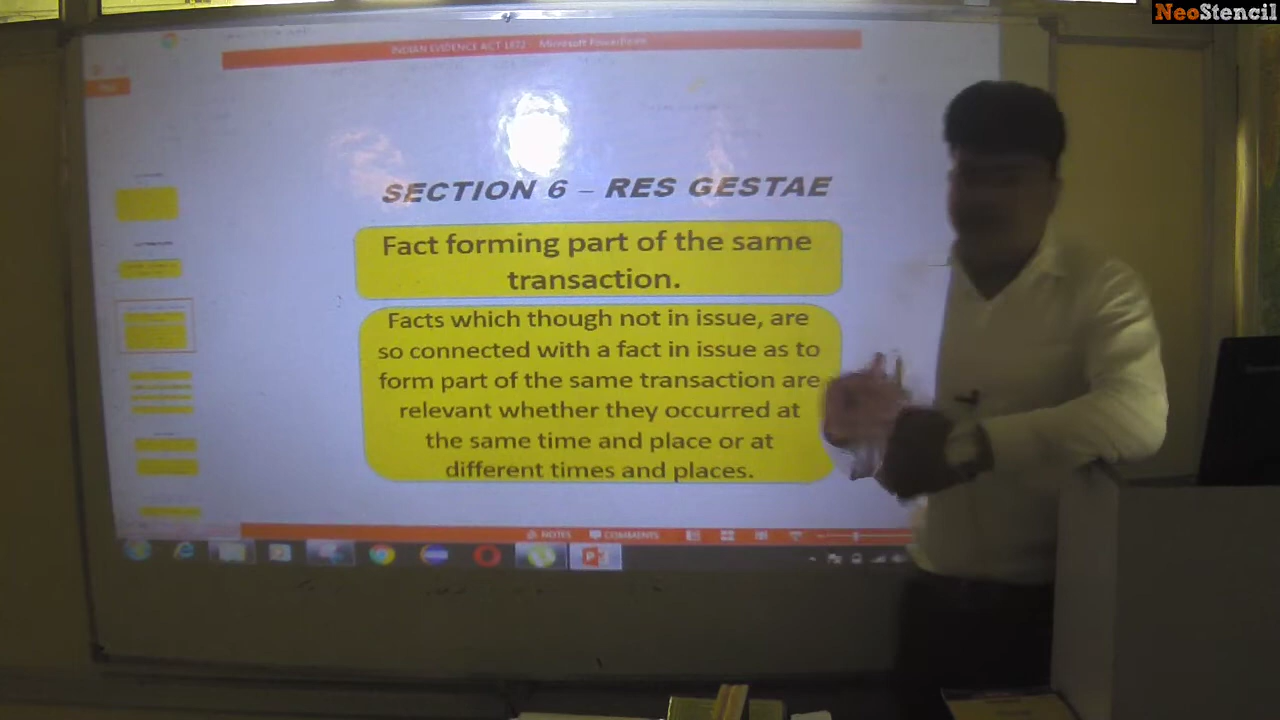 NeoStencil
INDIAN EVIDENCE ACT 1872 - Microsoft PowerPoint
SECTION 6 – RES GESTAE
Fact forming part of the same
transaction.
Facts which though not in issue, are
so connected with a fact in issue as to
form part of the same transaction are
relevant whether they occurred at
the same time and place or at
different times and places.
NOTES
COMMENTS